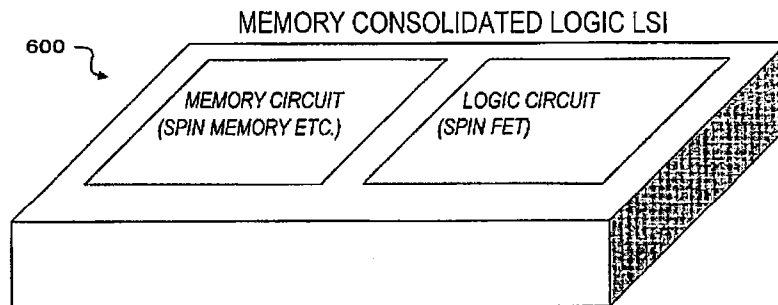 MEMORY CONSOLIDATED LOGIC LSI
600
MEMORY CIRCUIT
(SPIN MEMORY ETC.)
LOGIC CIRCUIT
(SPIN FET)